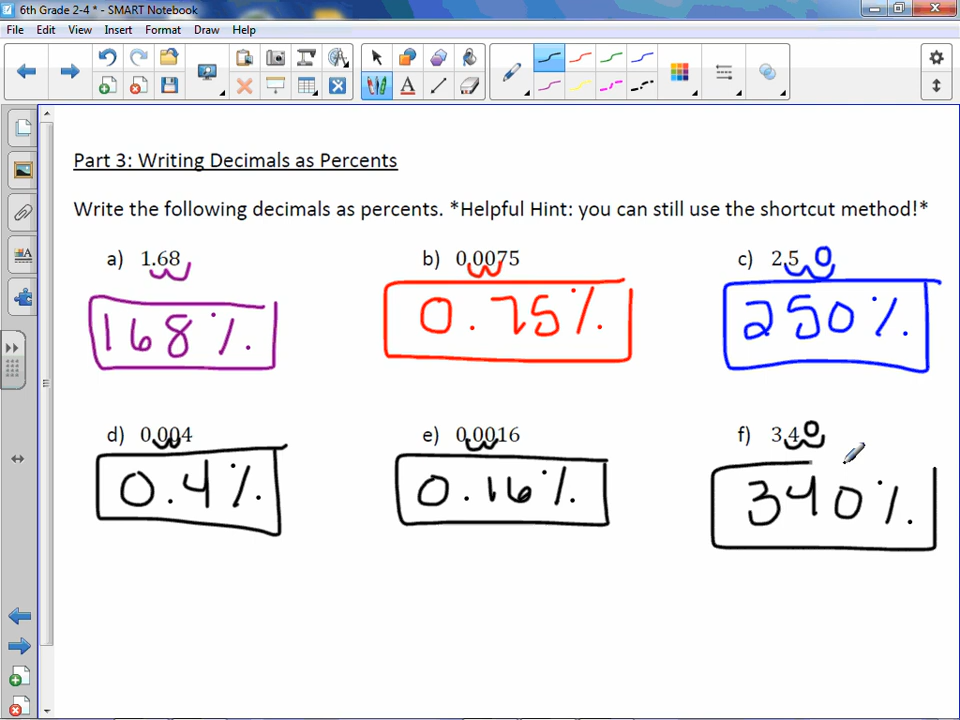 6th Grade 2-4 * - SMART Notebook
File Edit View Insert Format Draw Help
Part 3: Writing Decimals as Percents
Write the following decimals as percents. *Helpful Hint: you can still use the shortcut method!*
a) 1.68 b) 0.0075 c) 2.5 0
168% 0.75% 250%
d) 0.004 e) 0.0016 f) 3.4 0
0.4% 0.16% 340%